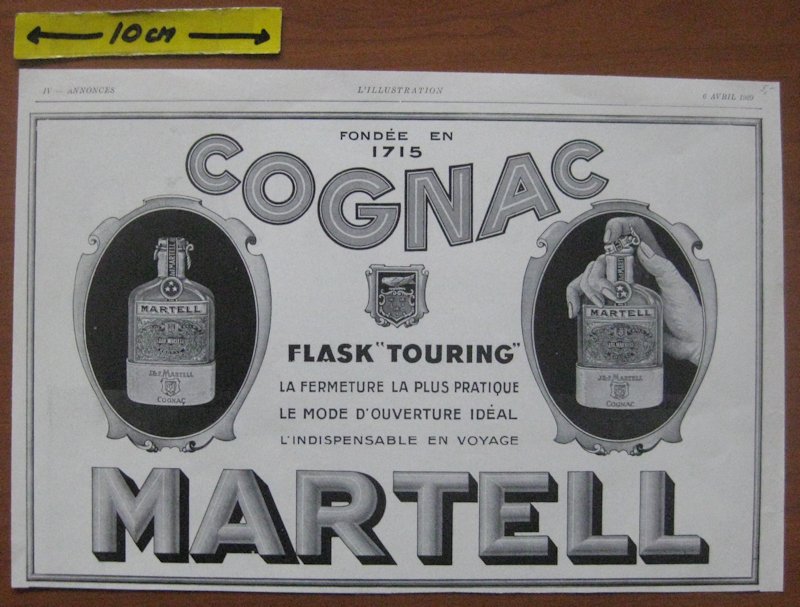 10 cm
IV — ANNONCES
L'ILLUSTRATION
6 AVRIL 1929
FONDÉE EN
1715
COGNAC
MARTELL
MARTELL
J&F. MARTELL
COGNAC
MARTELL
J&F. MARTELL
COGNAC
FLASK "TOURING"
LA FERMETURE LA PLUS PRATIQUE
LE MODE D'OUVERTURE IDÉAL
L'INDISPENSABLE EN VOYAGE
MARTELL